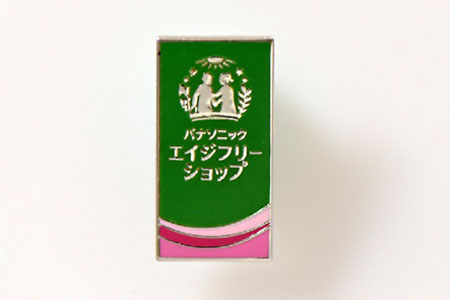 パナソニック
エイジフリー
ショップ